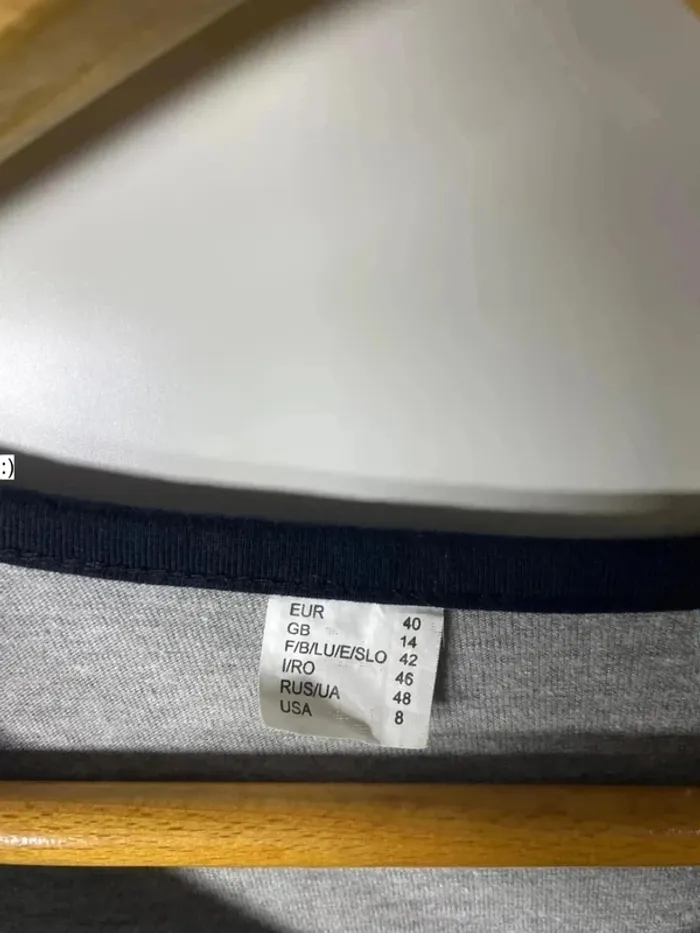 :)
EUR 40
GB 14
F/B/LU/E/SLO 42
I/RO 46
RUS/UA 48
USA 8